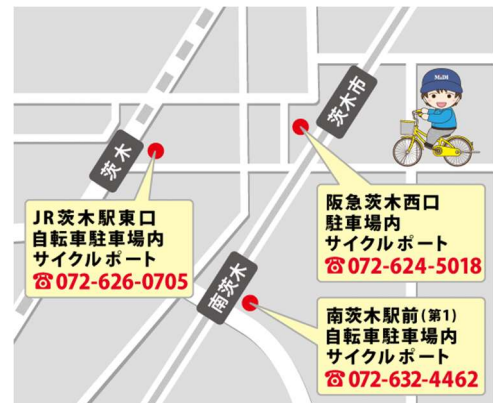 茨木
茨木市
南茨木
JR茨木駅東口
自転車駐車場内
サイクルポート
☎072-626-0705
阪急茨木西口
駐車場内
サイクルポート
☎072-624-5018
南茨木駅前(第1)
自転車駐車場内
サイクルポート
☎072-632-4462